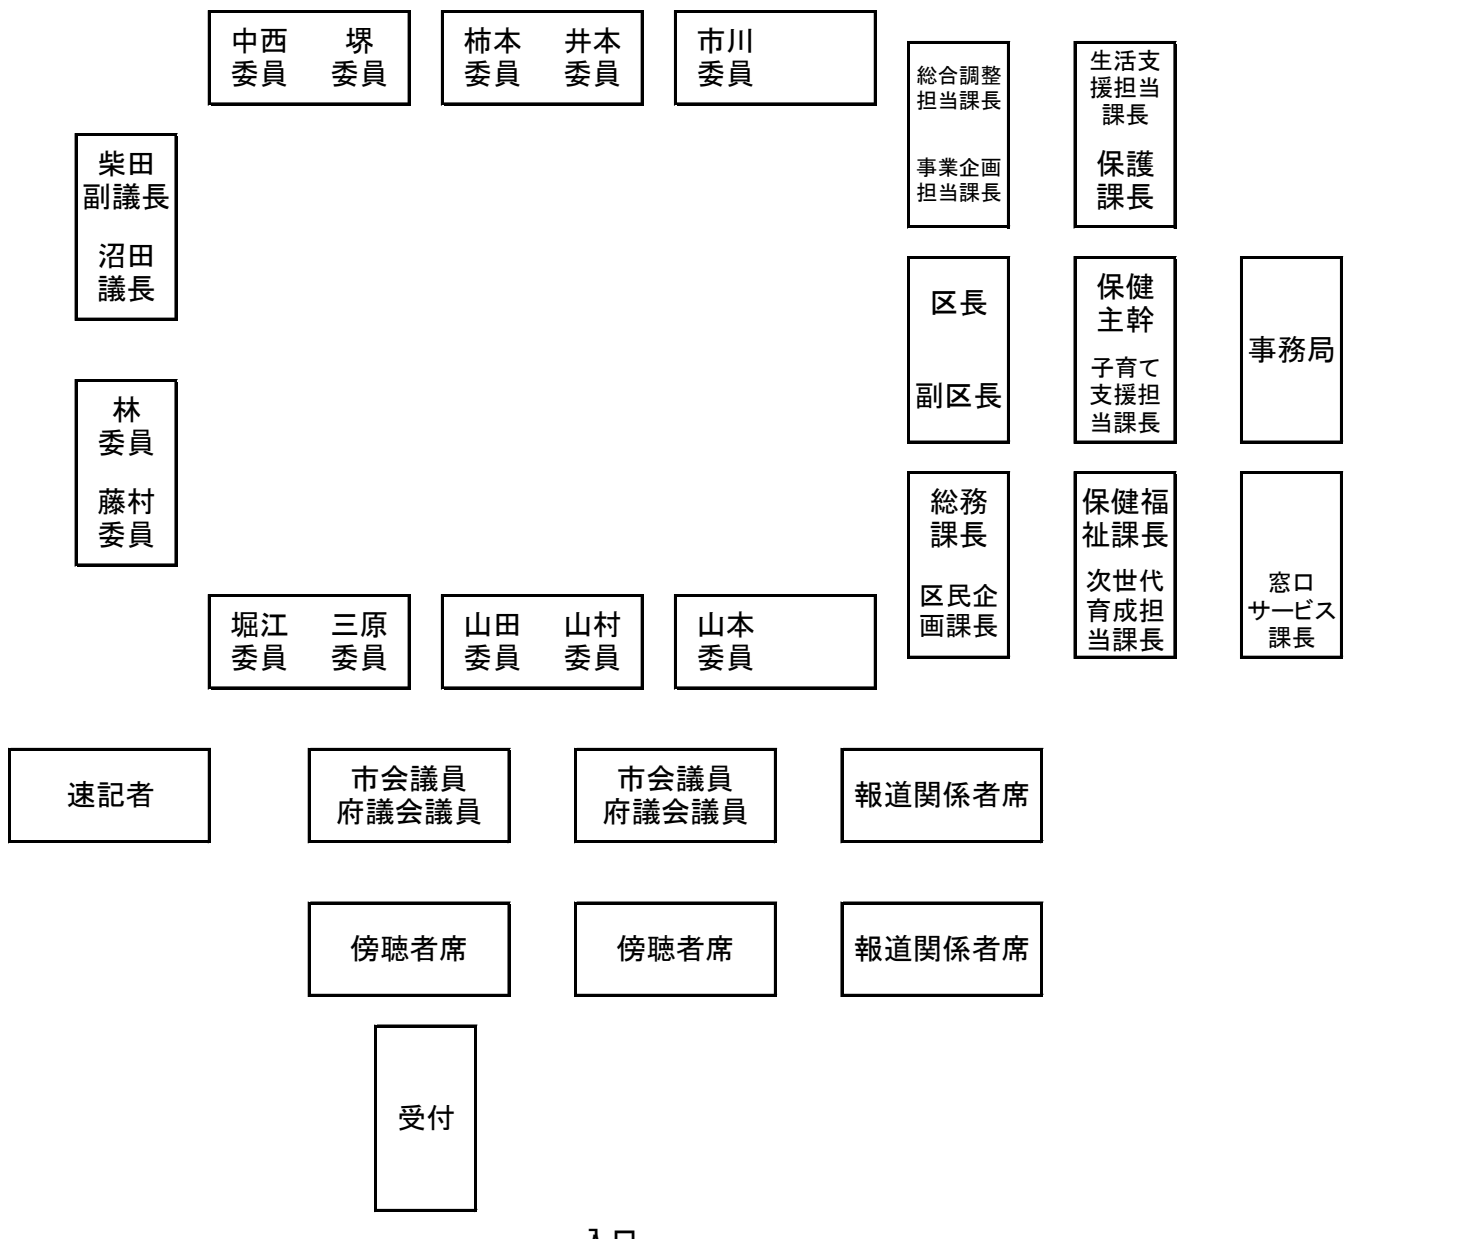 中西 堺
委員 委員
柿本 井本
委員 委員
市川
委員
総合調整
担当課長
事業企画
担当課長
生活支
援担当
課長
保護
課長
柴田
副議長
沼田
議長
区長
副区長
保健
主幹
子育て
支援担
当課長
事務局
林
委員
藤村
委員
総務
課長
区民企
画課長
保健福
祉課長
次世代
育成担
当課長
窓口
サービス
課長
堀江 三原
委員 委員
山田 山村
委員 委員
山本
委員
速記者
市会議員
府議会議員
市会議員
府議会議員
報道関係者席
傍聴者席
傍聴者席
報道関係者席
受付
入口